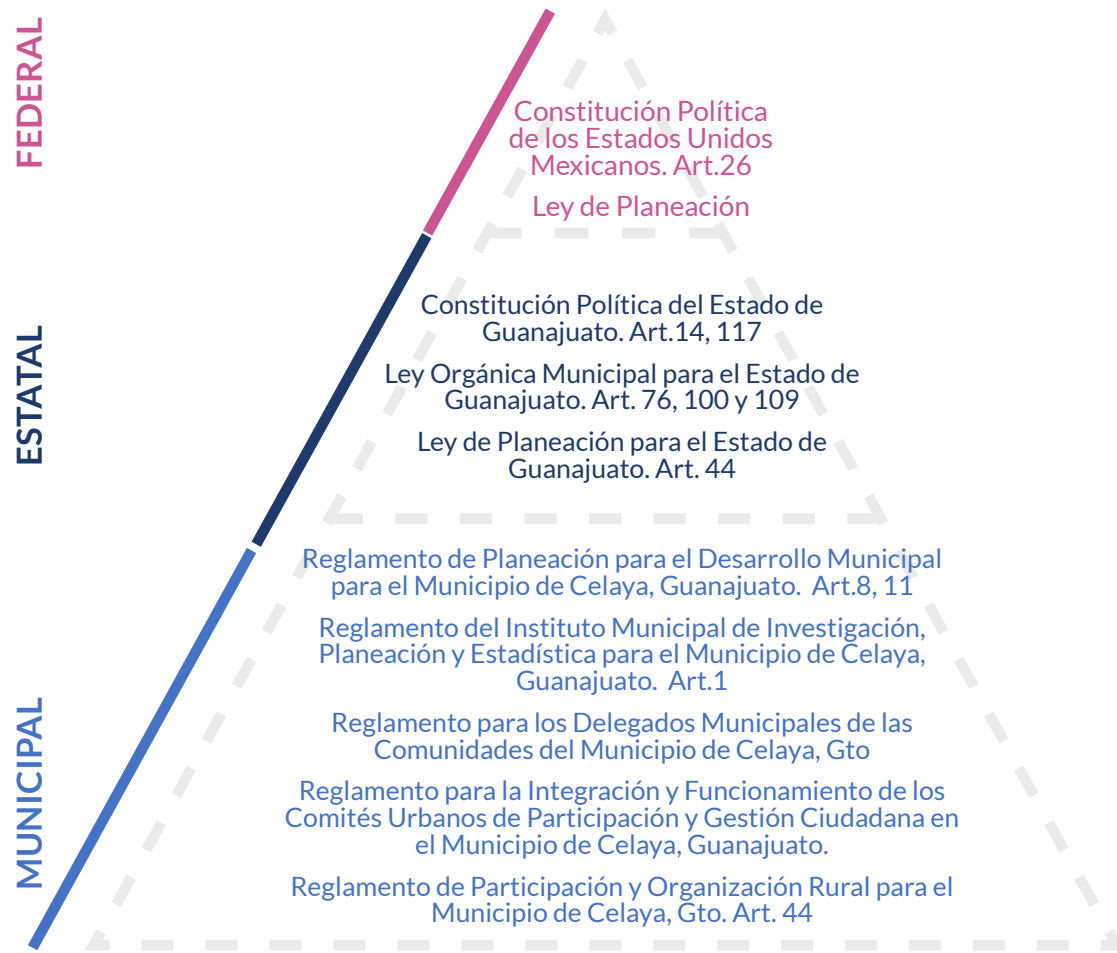 FEDERAL
Constitución Política
de los Estados Unidos
Mexicanos. Art.26
Ley de Planeación
ESTATAL
Constitución Política del Estado de
Guanajuato. Art.14, 117
Ley Orgánica Municipal para el Estado de
Guanajuato. Art. 76, 100 y 109
Ley de Planeación para el Estado de
Guanajuato. Art. 44
MUNICIPAL
Reglamento de Planeación para el Desarrollo Municipal
para el Municipio de Celaya, Guanajuato.  Art.8, 11
Reglamento del Instituto Municipal de Investigación,
Planeación y Estadística para el Municipio de Celaya,
Guanajuato.  Art.1
Reglamento para los Delegados Municipales de las
Comunidades del Municipio de Celaya, Gto
Reglamento para la Integración y Funcionamiento de los
Comités Urbanos de Participación y Gestión Ciudadana en
el Municipio de Celaya, Guanajuato.
Reglamento de Participación y Organización Rural para el
Municipio de Celaya, Gto. Art. 44